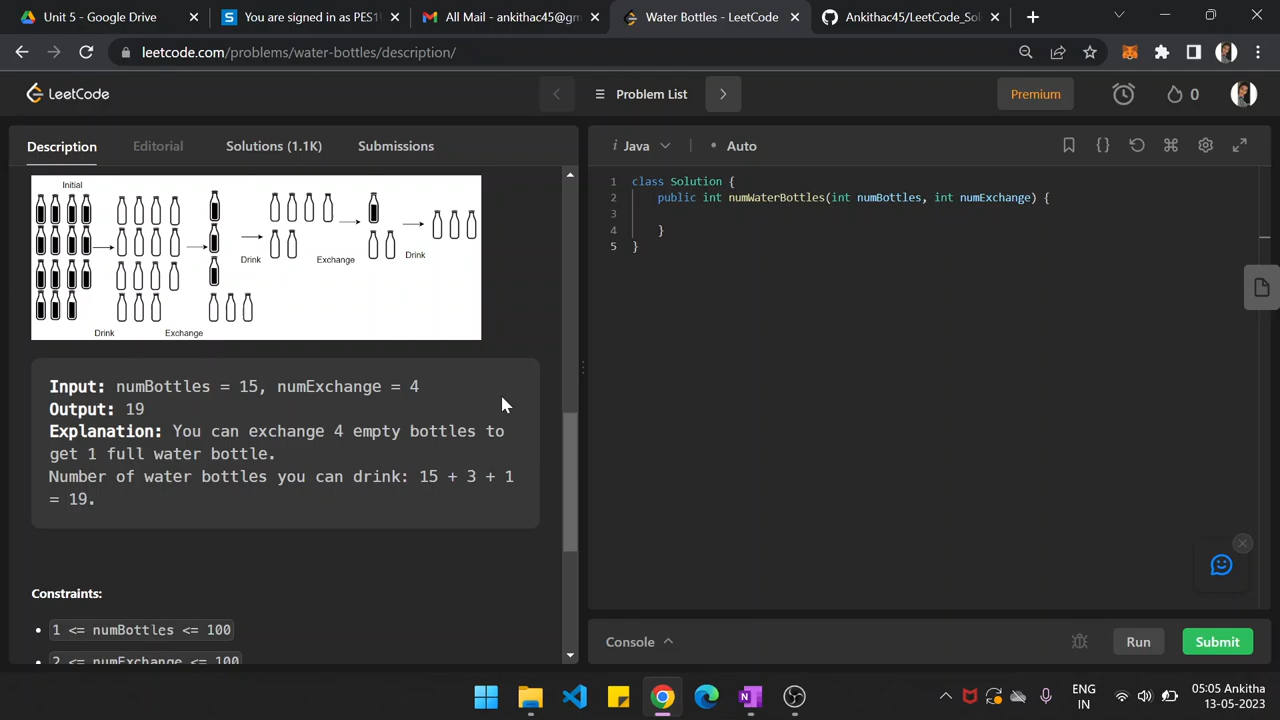 Unit 5 - Google Drive
You are signed in as PES1
All Mail - ankithac45@gm
Water Bottles - LeetCode
Ankithac45/LeetCode_Sol
leetcode.com/problems/water-bottles/description/
LeetCode
Problem List
Premium
0
Description
Editorial
Solutions (1.1K)
Submissions
Initial
Drink
Exchange
Drink
Exchange
Drink
Input: numBottles = 15, numExchange = 4
Output: 19
Explanation: You can exchange 4 empty bottles to
get 1 full water bottle.
Number of water bottles you can drink: 15 + 3 + 1
= 19.
Constraints:
• 1 <= numBottles <= 100
• 2 <= numExchange <= 100
i Java
• Auto
1 class Solution {
2 public int numWaterBottles(int numBottles, int numExchange) {
3
4 }
5 }
Console
Run
Submit
ENG
IN
05:05 Ankitha
13-05-2023